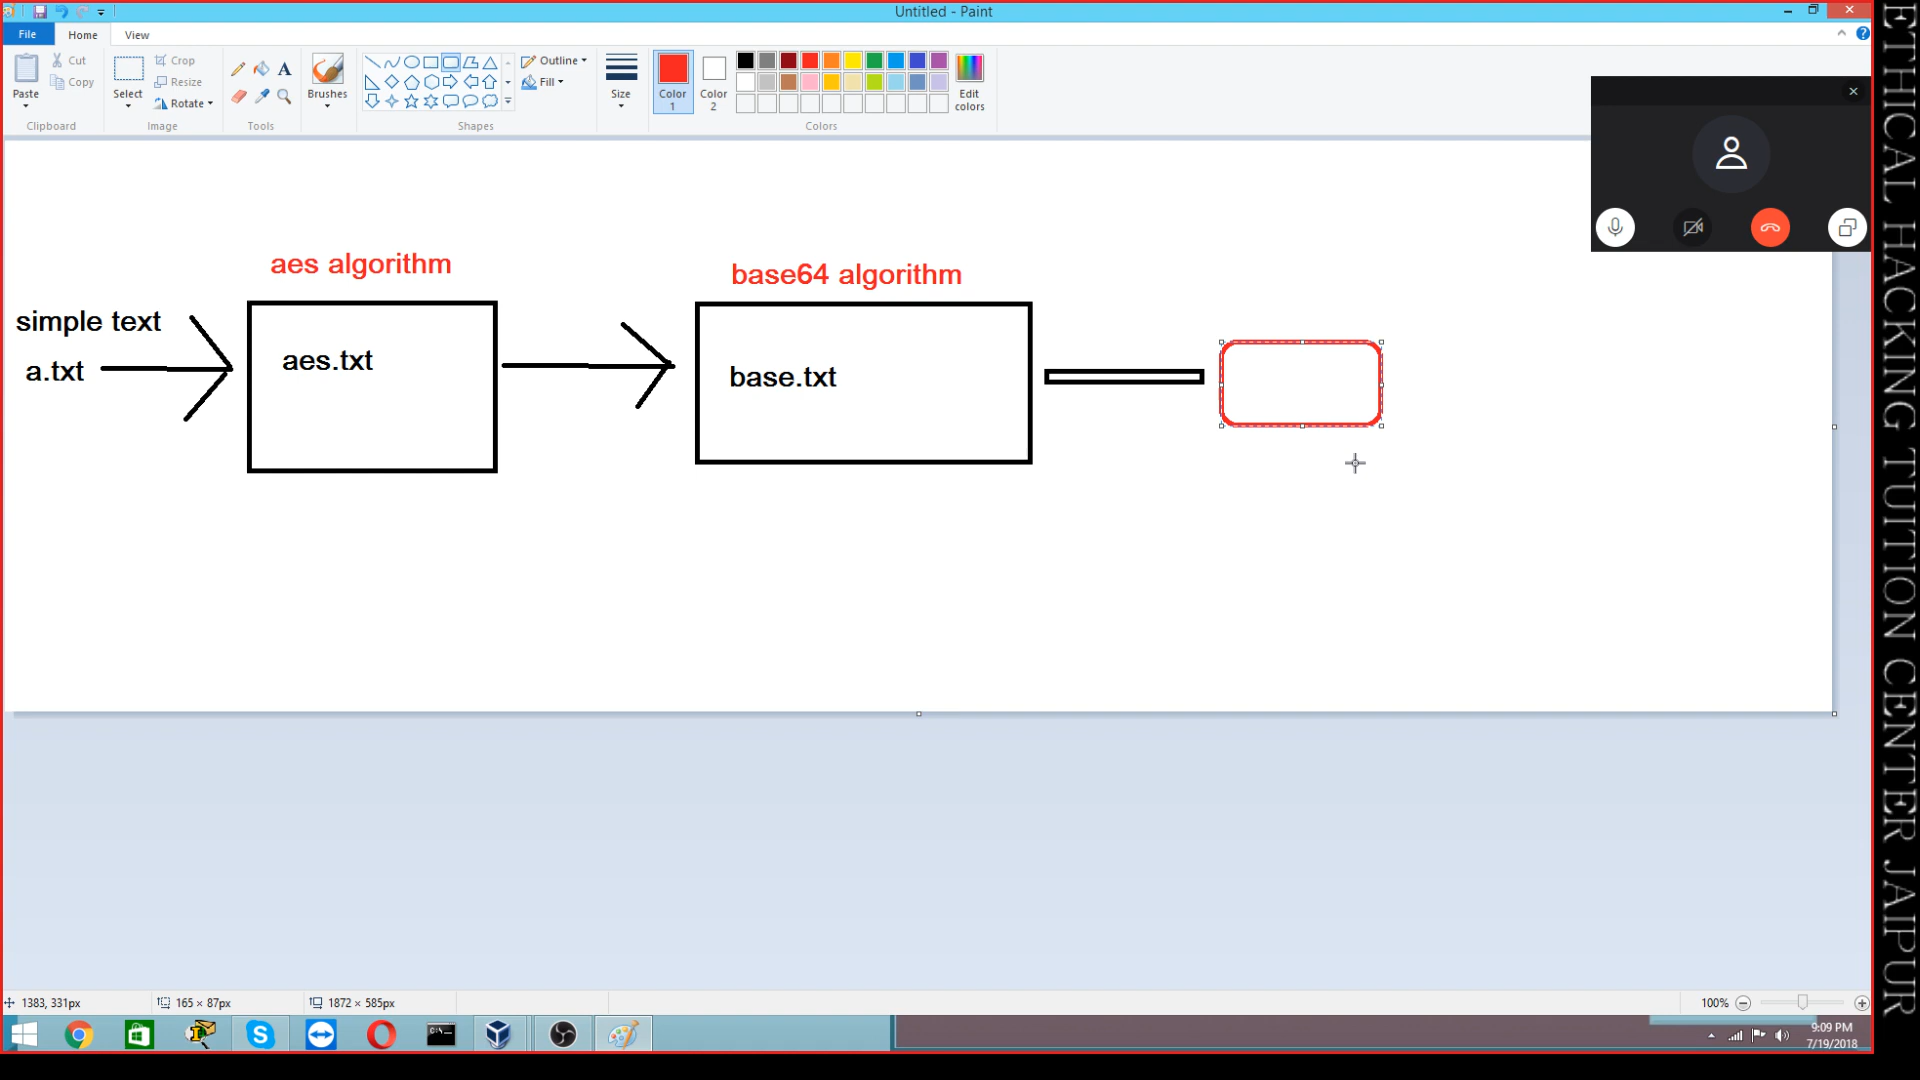 Untitled - Paint
File
Home
View
Paste
Cut
Copy
Clipboard
Select
Crop
Resize
Rotate
Image
A
Tools
Brushes
Outline
Fill
Shapes
Size
Color
1
Color
2
Edit
colors
Colors
?
aes algorithm
base64 algorithm
simple text
a.txt
aes.txt
base.txt
1383, 331px
165 × 87px
1872 × 585px
100%
9:09 PM
7/19/2018
ETHICAL HACKING TUITION CENTER JAIPUR